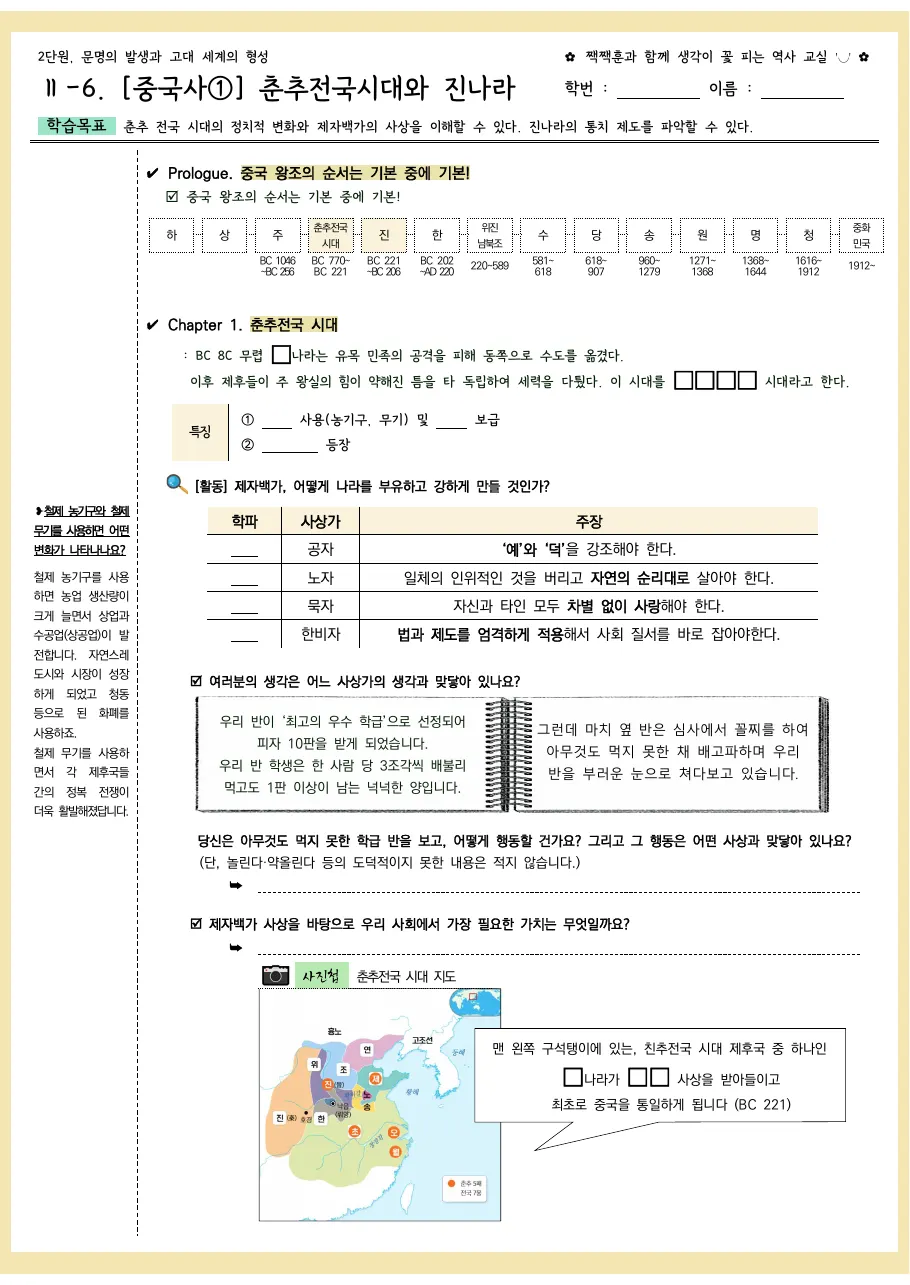 2단원, 문명의 발생과 고대 세계의 형성
✿ 짹짹훈과 함께 생각이 꽃 피는 역사 교실 '◡' ✿
Ⅱ-6. [중국사①] 춘추전국시대와 진나라
학번 : ________ 이름 : ________
학습목표 춘추 전국 시대의 정치적 변화와 제자백가의 사상을 이해할 수 있다. 진나라의 통치 제도를 파악할 수 있다.
✔ Prologue. 중국 왕조의 순서는 기본 중에 기본!
☑ 중국 왕조의 순서는 기본 중에 기본!
하 상 주 춘추전국 시대 진 한 위진 남북조 수 당 송 원 명 청 중화 민국
BC 1046 ~BC 256 BC 770~ BC 221 BC 221 ~BC 206 BC 202 ~AD 220 220~589 581~ 618 618~ 907 960~ 1279 1271~ 1368 1368~ 1644 1616~ 1912 1912~
✔ Chapter 1. 춘추전국 시대
: BC 8C 무렵 □나라는 유목 민족의 공격을 피해 동쪽으로 수도를 옮겼다.
이후 제후들이 주 왕실의 힘이 약해진 틈을 타 독립하여 세력을 다퉜다. 이 시대를 □□□□ 시대라고 한다.
특징
① ___ 사용(농기구, 무기) 및 ___ 보급
② ______ 등장
[활동] 제자백가, 어떻게 나라를 부유하고 강하게 만들 것인가?
학파 사상가 주장
___ 공자 '예'와 '덕'을 강조해야 한다.
___ 노자 일체의 인위적인 것을 버리고 자연의 순리대로 살아야 한다.
___ 묵자 자신과 타인 모두 차별 없이 사랑해야 한다.
___ 한비자 법과 제도를 엄격하게 적용해서 사회 질서를 바로 잡아야한다.
❥철제 농기구와 철제
무기를 사용하면 어떤
변화가 나타나나요?
철제 농기구를 사용
하면 농업 생산량이
크게 늘면서 상업과
수공업(상공업)이 발
전합니다. 자연스레
도시와 시장이 성장
하게 되었고 청동
등으로 된 화폐를
사용하죠.
철제 무기를 사용하
면서 각 제후국들
간의 정복 전쟁이
더욱 활발해졌답니다.
☑ 여러분의 생각은 어느 사상가의 생각과 맞닿아 있나요?
우리 반이 '최고의 우수 학급'으로 선정되어
피자 10판을 받게 되었습니다.
우리 반 학생은 한 사람 당 3조각씩 배불리
먹고도 1판 이상이 남는 넉넉한 양입니다.
그런데 마치 옆 반은 심사에서 꼴찌를 하여
아무것도 먹지 못한 채 배고파하며 우리
반을 부러운 눈으로 쳐다보고 있습니다.
당신은 아무것도 먹지 못한 학급 반을 보고, 어떻게 행동할 건가요? 그리고 그 행동은 어떤 사상과 맞닿아 있나요?
(단, 놀린다·약올린다 등의 도덕적이지 못한 내용은 적지 않습니다.)
➥
☑ 제자백가 사상을 바탕으로 우리 사회에서 가장 필요한 가치는 무엇일까요?
➥
사진첩 춘추전국 시대 지도
흉노
연
고조선
동해
위
조
진(晉)
제
황해
노
낙읍
송
진(秦)
호경
한
초
오
월
춘추 5패
전국 7웅
맨 왼쪽 구석탱이에 있는, 친추전국 시대 제후국 중 하나인
□나라가 □□ 사상을 받아들이고
최초로 중국을 통일하게 됩니다 (BC 221)